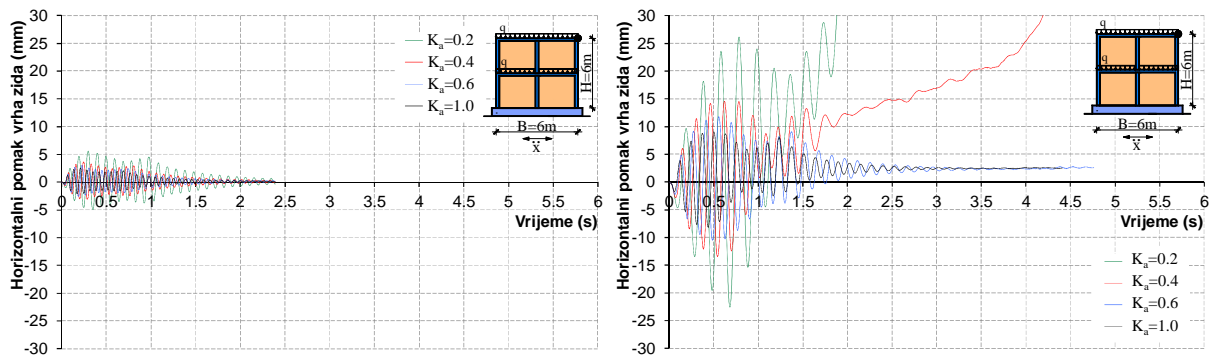 Horizontalni pomak vrha zida (mm)
30
25
20
15
10
5
0
-5
-10
-15
-20
-25
-30
0
0.5
1
1.5
2
2.5
3
3.5
4
4.5
5
5.5
6
Vrijeme (s)
Ka=0.2
Ka=0.4
Ka=0.6
Ka=1.0
q
q
H=6m
B=6m
x
Horizontalni pomak vrha zida (mm)
30
25
20
15
10
5
0
-5
-10
-15
-20
-25
-30
0
0.5
1
1.5
2
2.5
3
3.5
4
4.5
5
5.5
6
Vrijeme (s)
q
q
H=6m
B=6m
x
Ka=0.2
Ka=0.4
Ka=0.6
Ka=1.0